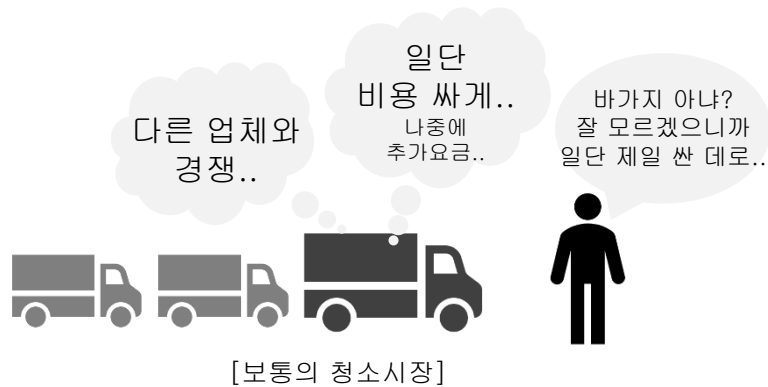 다른 업체와
경쟁..
일단
비용 싸게..
나중에
추가요금..
바가지 아냐?
잘 모르겠으니까
일단 제일 싼 데로..
[보통의 청소시장]